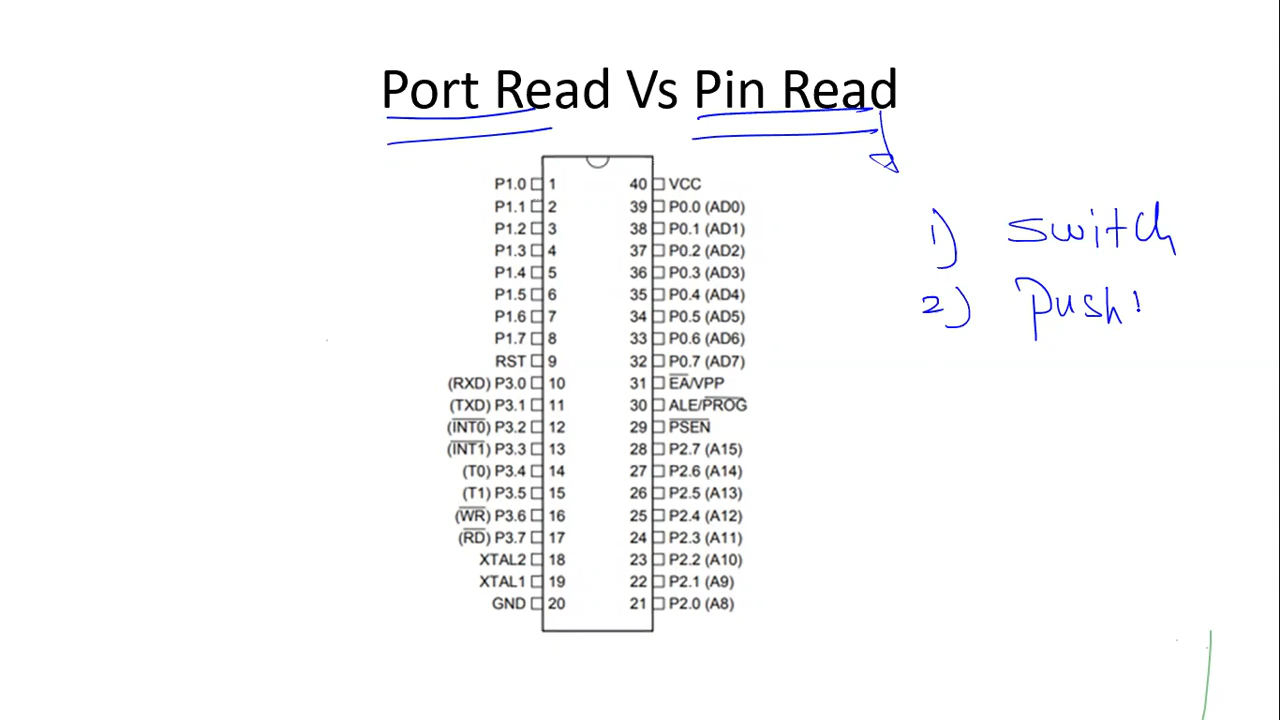 Port Read Vs Pin Read
P1.0 1 40 VCC
P1.1 2 39 P0.0 (AD0)
P1.2 3 38 P0.1 (AD1)
P1.3 4 37 P0.2 (AD2)
P1.4 5 36 P0.3 (AD3)
P1.5 6 35 P0.4 (AD4)
P1.6 7 34 P0.5 (AD5)
P1.7 8 33 P0.6 (AD6)
RST 9 32 P0.7 (AD7)
(RXD) P3.0 10 31 E̅A̅/VPP
(TXD) P3.1 11 30 ALE/P̅R̅O̅G̅
(I̅N̅T̅0̅) P3.2 12 29 P̅S̅E̅N̅
(I̅N̅T̅1̅) P3.3 13 28 P2.7 (A15)
(T0) P3.4 14 27 P2.6 (A14)
(T1) P3.5 15 26 P2.5 (A13)
(W̅R̅) P3.6 16 25 P2.4 (A12)
(R̅D̅) P3.7 17 24 P2.3 (A11)
XTAL2 18 23 P2.2 (A10)
XTAL1 19 22 P2.1 (A9)
GND 20 21 P2.0 (A8)
1) switch
2) push